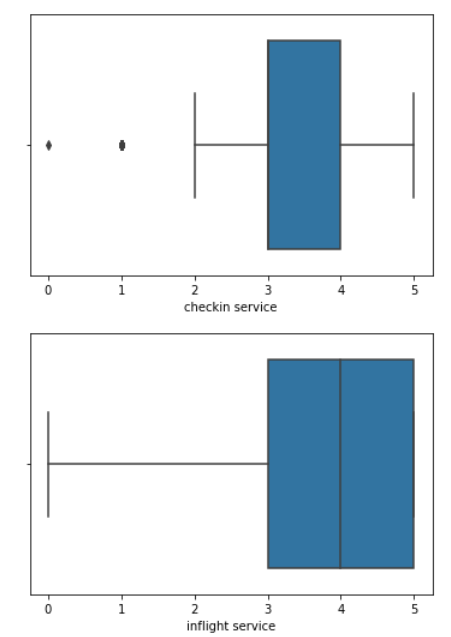 0 1 2 3 4 5
checkin service
0 1 2 3 4 5
inflight service